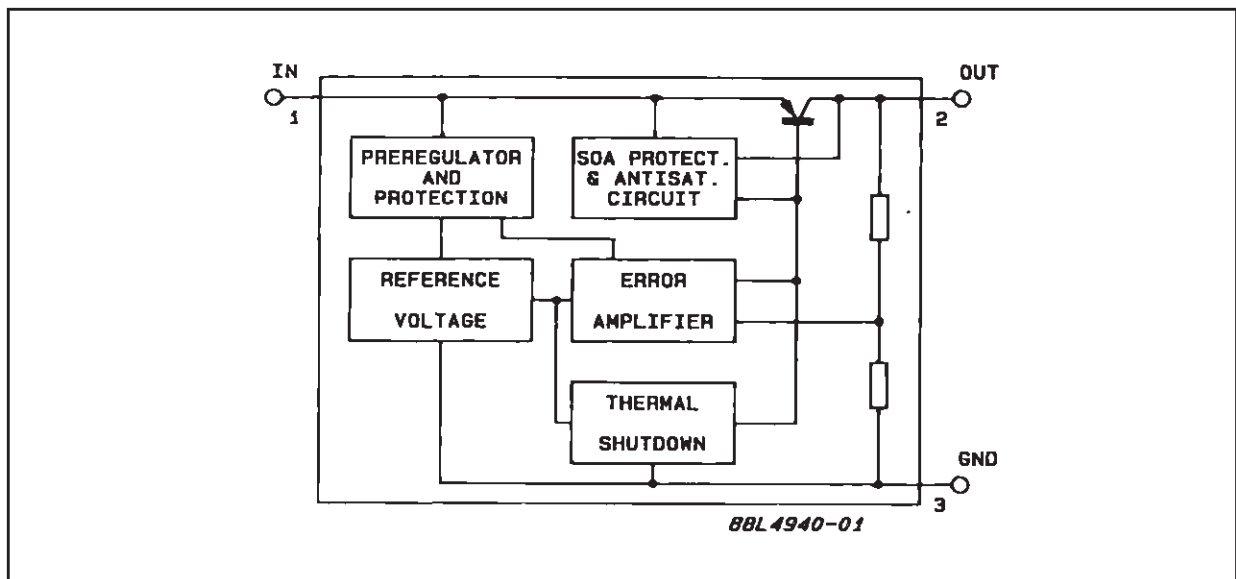 IN
OUT
1
2
PREREGULATOR
AND
PROTECTION
SOA PROTECT.
& ANTISAT.
CIRCUIT
REFERENCE
VOLTAGE
ERROR
AMPLIFIER
THERMAL
SHUTDOWN
GND
3
88L4940-01